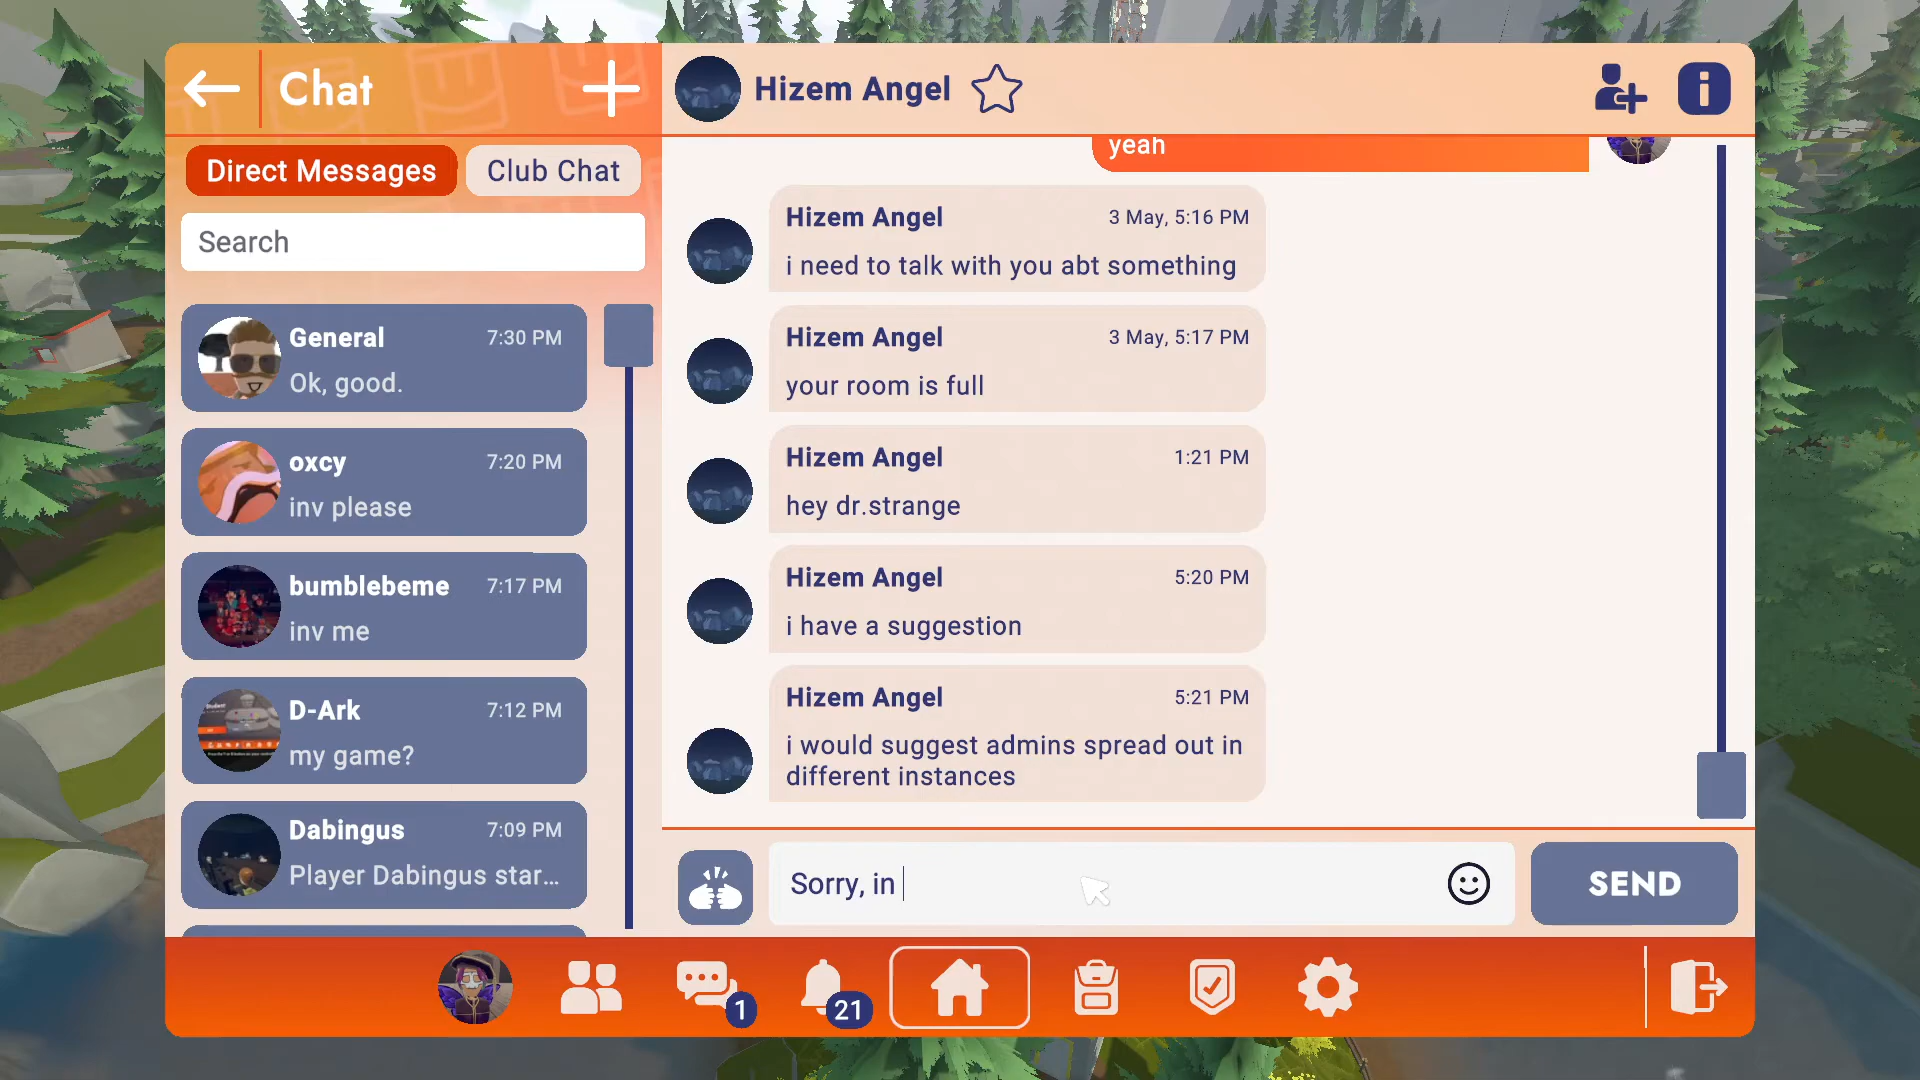 Chat
Direct Messages
Club Chat
Search
General
7:30 PM
Ok, good.
oxcy
7:20 PM
inv please
bumblebeme
7:17 PM
inv me
D-Ark
7:12 PM
my game?
Dabingus
7:09 PM
Player Dabingus star...
Hizem Angel
yeah
Hizem Angel
3 May, 5:16 PM
i need to talk with you abt something
Hizem Angel
3 May, 5:17 PM
your room is full
Hizem Angel
1:21 PM
hey dr.strange
Hizem Angel
5:20 PM
i have a suggestion
Hizem Angel
5:21 PM
i would suggest admins spread out in
different instances
Sorry, in
SEND
1
21